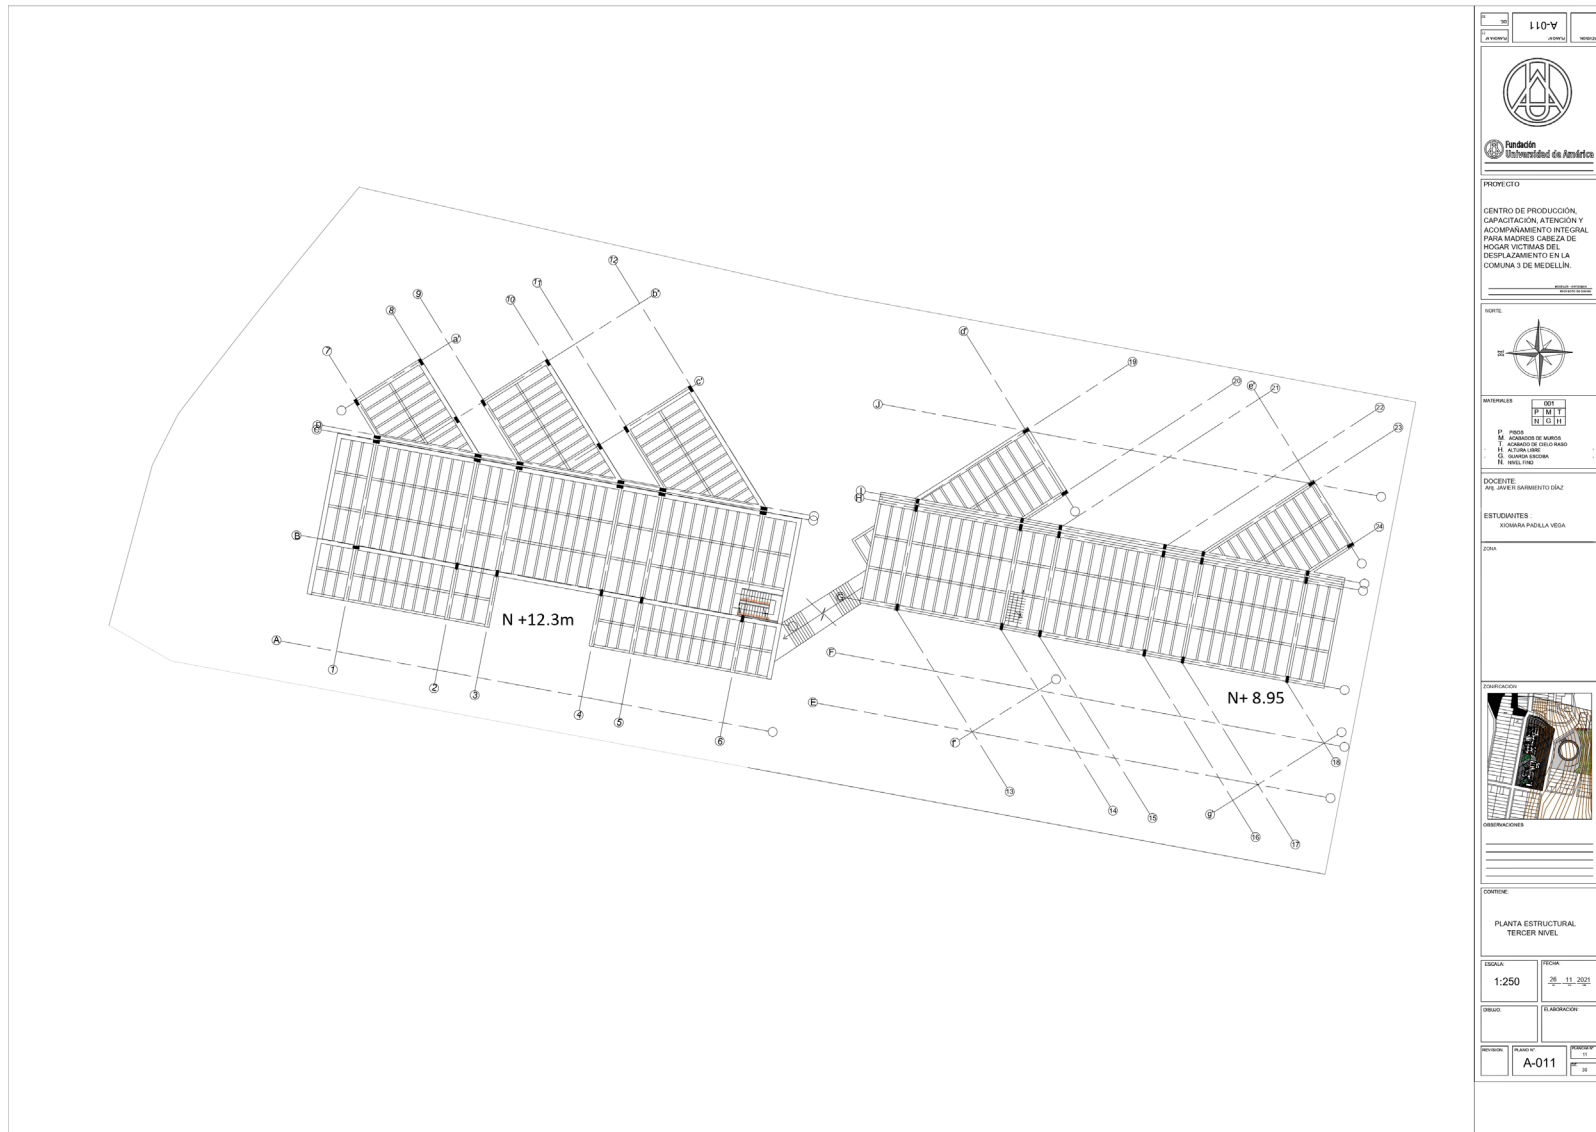 A-011
PLANO N°
Fundación
Universidad de América
PROYECTO
CENTRO DE PRODUCCIÓN,
CAPACITACIÓN, ATENCIÓN Y
ACOMPAÑAMIENTO INTEGRAL
PARA MADRES CABEZA DE
HOGAR VICTIMAS DEL
DESPLAZAMIENTO EN LA
COMUNA 3 DE MEDELLÍN.
NORTE
MATERIALES
001
P M T
N G H
P. PISOS
M. ACABADOS DE MUROS
T. ACABADO DE CIELO RASO
H. ALTURA LIBRE
G. GUARDA ESCOBA
N. NIVEL FINO
DOCENTE:
Arq. JAVIER SARMIENTO DÍAZ
ESTUDIANTES :
XIOMARA PADILLA VEGA
ZONA
ZONIFICACION
OBSERVACIONES
CONTIENE:
PLANTA ESTRUCTURAL
TERCER NIVEL
ESCALA:
1:250
FECHA:
26 11 2021
DIBUJO:
ELABORACIÓN:
REVISIÓN:
PLANO N°
A-011
PLANCHA N°
11
DE:
12
11
b'
9
10
8
a'
7
c'
B
N +12.3m
A
1
2
3
4
5
6
d'
19
20
e'
21
J
22
23
I
H
24
G
F
E
N+ 8.95
f'
18
13
14
15
g'
16
17